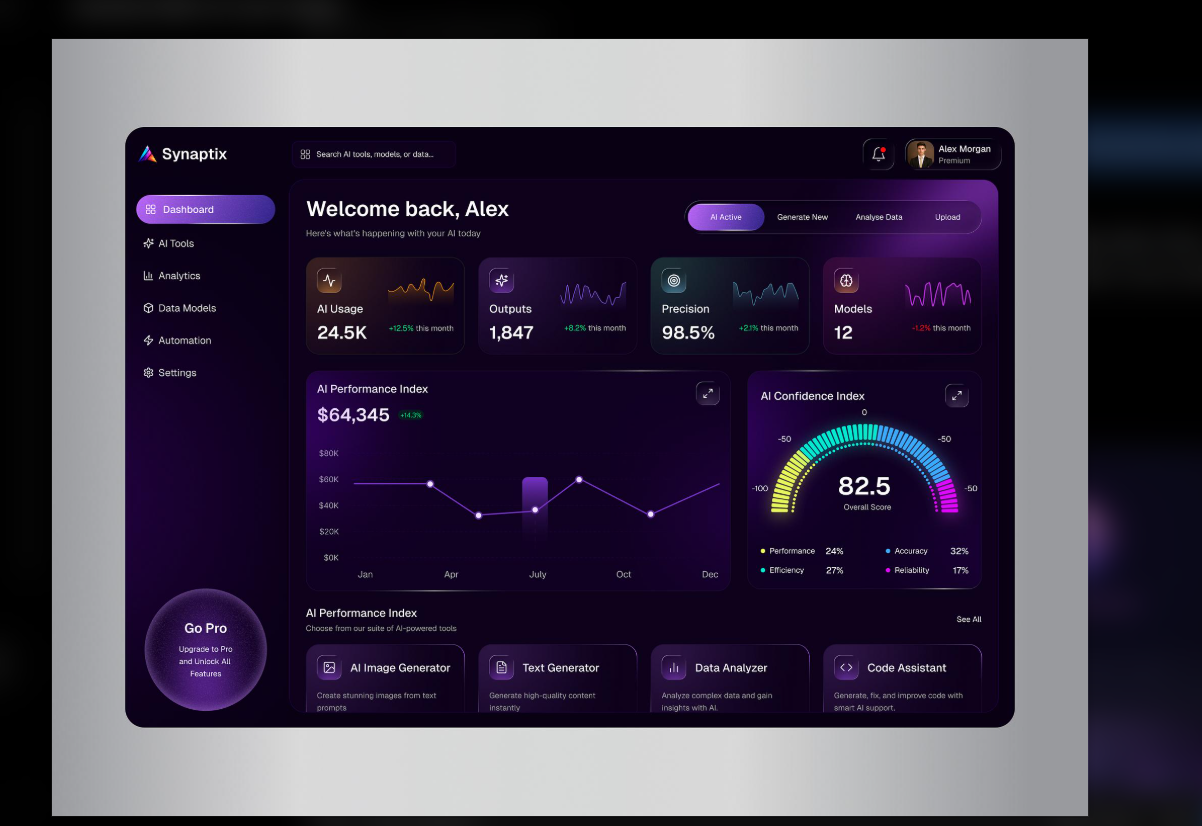 Synaptix
Search AI tools, models, or data...
Alex Morgan
Premium
Dashboard
AI Tools
Analytics
Data Models
Automation
Settings
Go Pro
Upgrade to Pro
and Unlock All
Features
Welcome back, Alex
Here's what's happening with your AI today
AI Active
Generate New
Analyse Data
Upload
AI Usage
24.5K
+12.5% this month
Outputs
1,847
+8.2% this month
Precision
98.5%
+2.1% this month
Models
12
-1.2% this month
AI Performance Index
$64,345
+14.3%
$80K
$60K
$40K
$20K
$0K
Jan
Apr
July
Oct
Dec
AI Confidence Index
0
-50
-50
-100
-50
82.5
Overall Score
Performance 24%
Accuracy 32%
Efficiency 27%
Reliability 17%
AI Performance Index
Choose from our suite of AI-powered tools
See All
AI Image Generator
Create stunning images from text
prompts
Text Generator
Generate high-quality content
instantly
Data Analyzer
Analyze complex data and gain
insights with AI.
Code Assistant
Generate, fix, and improve code with
smart AI support.